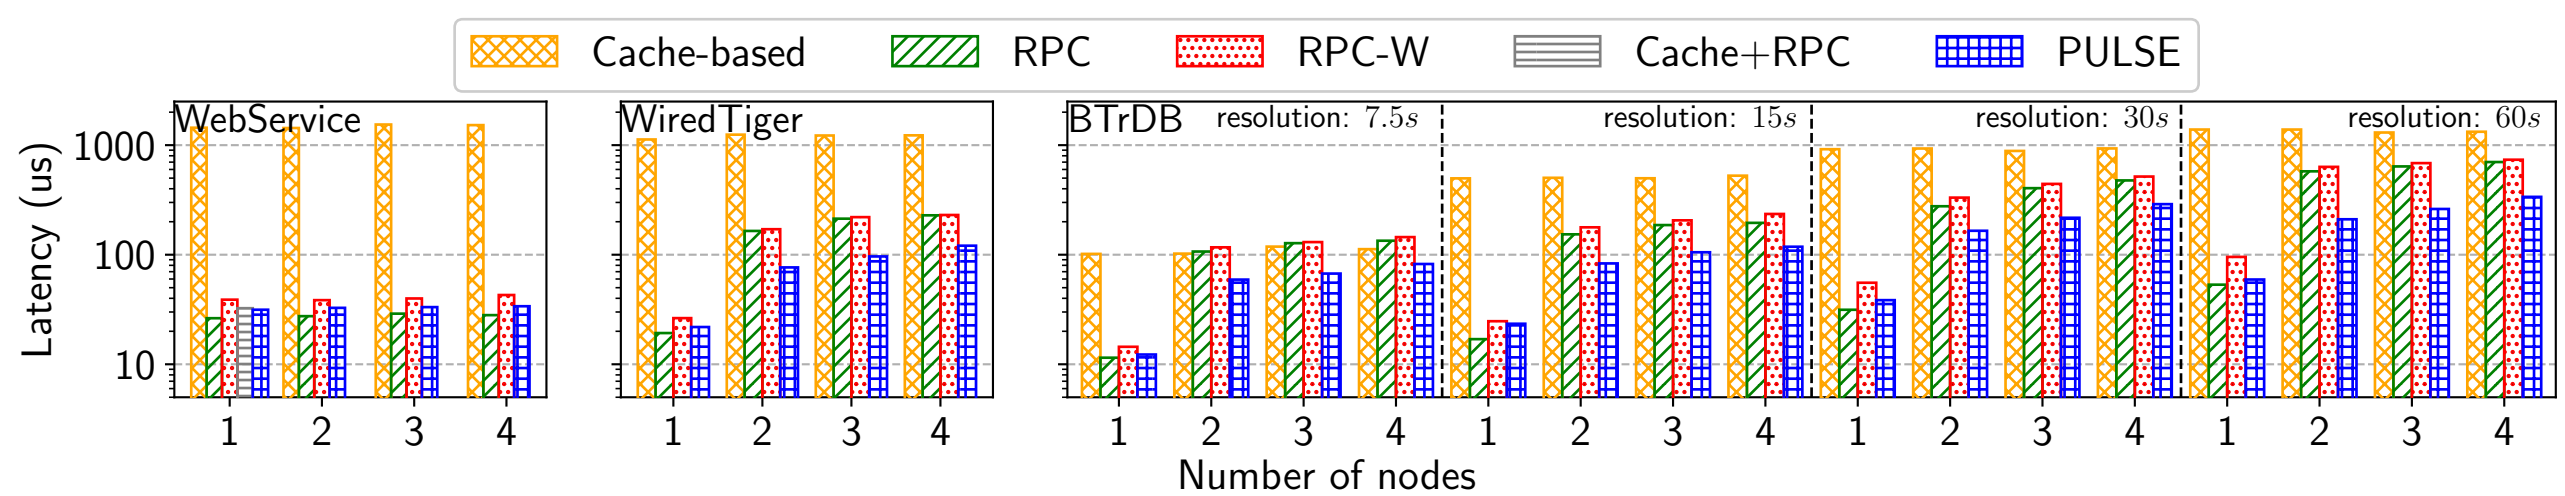 Cache-based RPC RPC-W Cache+RPC PULSE
WebService WiredTiger BTrDB resolution: 7.5s resolution: 15s resolution: 30s resolution: 60s
1000
100
10
Latency (us)
1 2 3 4 1 2 3 4 1 2 3 4 1 2 3 4 1 2 3 4 1 2 3 4
Number of nodes